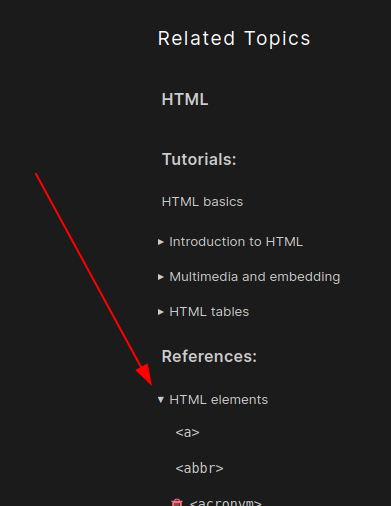 Related Topics
HTML
Tutorials:
HTML basics
Introduction to HTML
Multimedia and embedding
HTML tables
References:
HTML elements
<a>
<abbr>
<acronym>